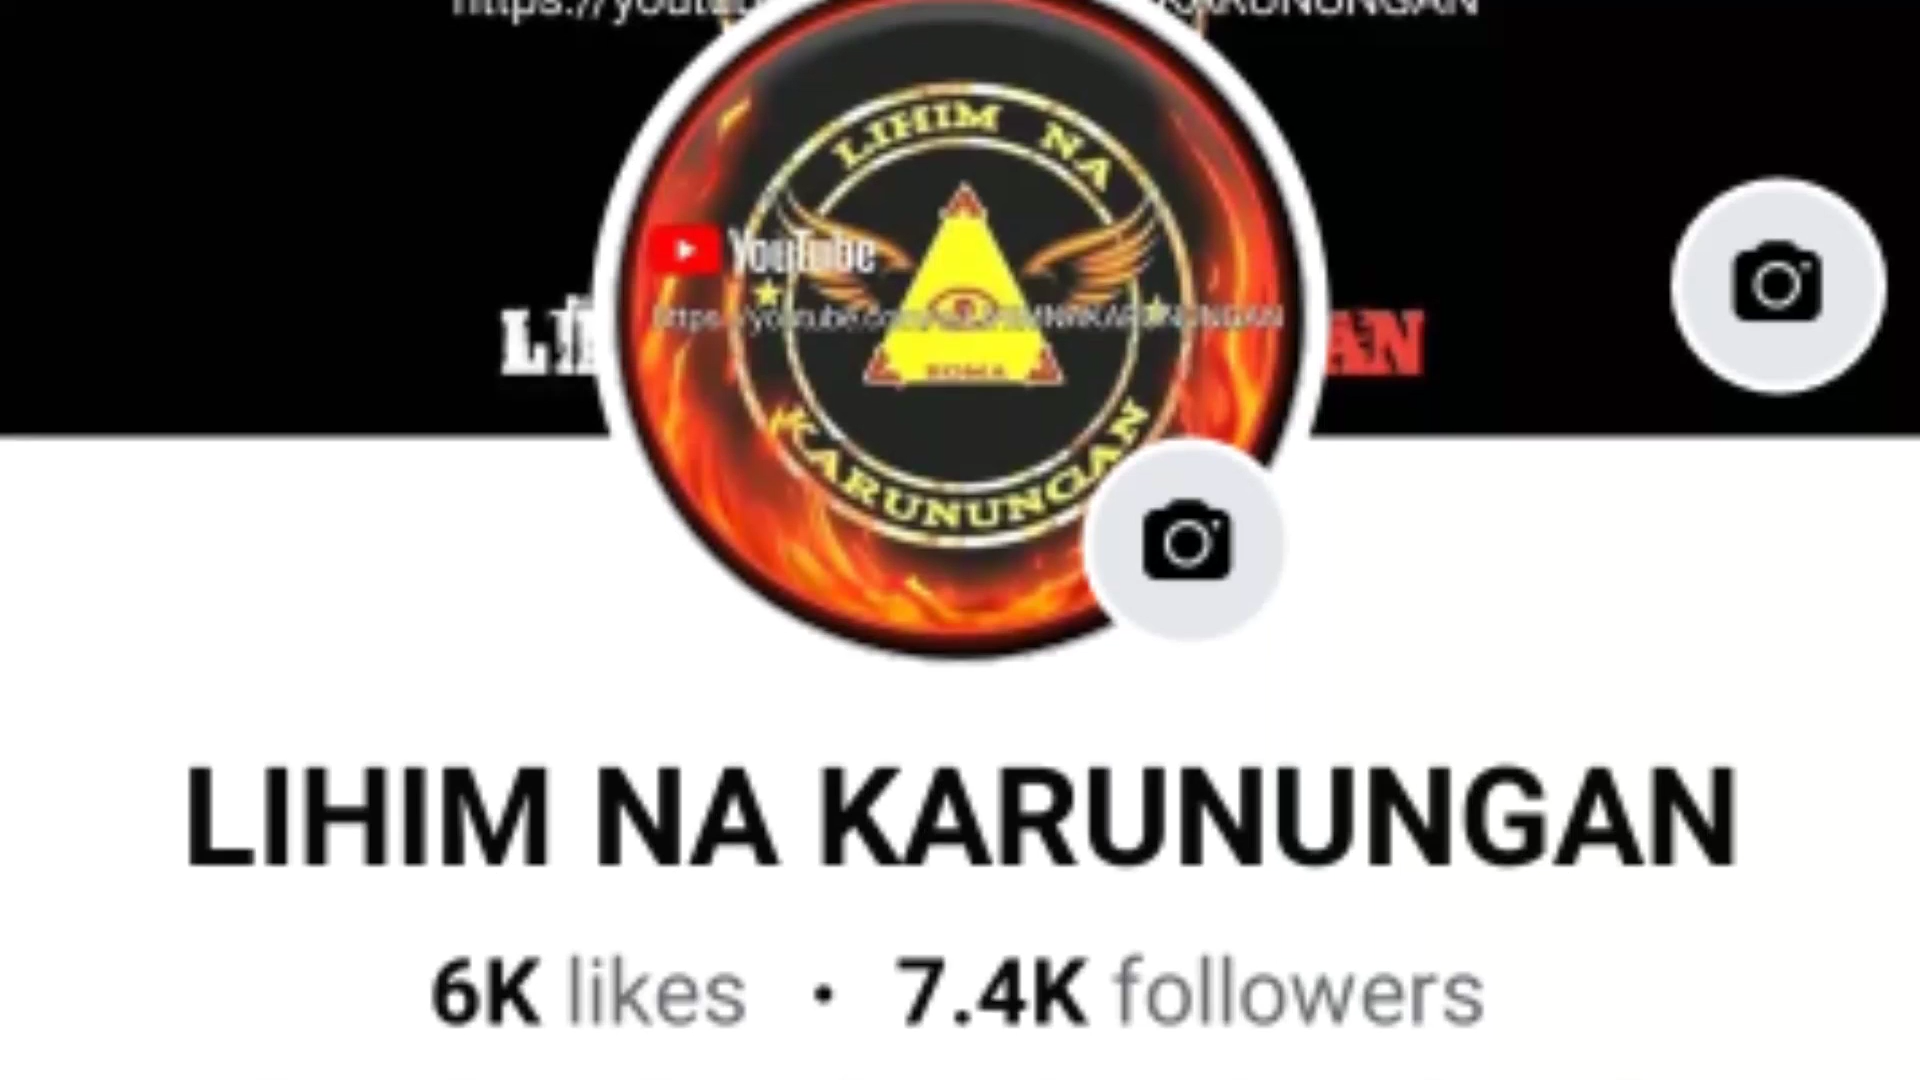 LIHIM NA
YouTube
KARUNUNGAN
LIHIM NA KARUNUNGAN
6K likes · 7.4K followers